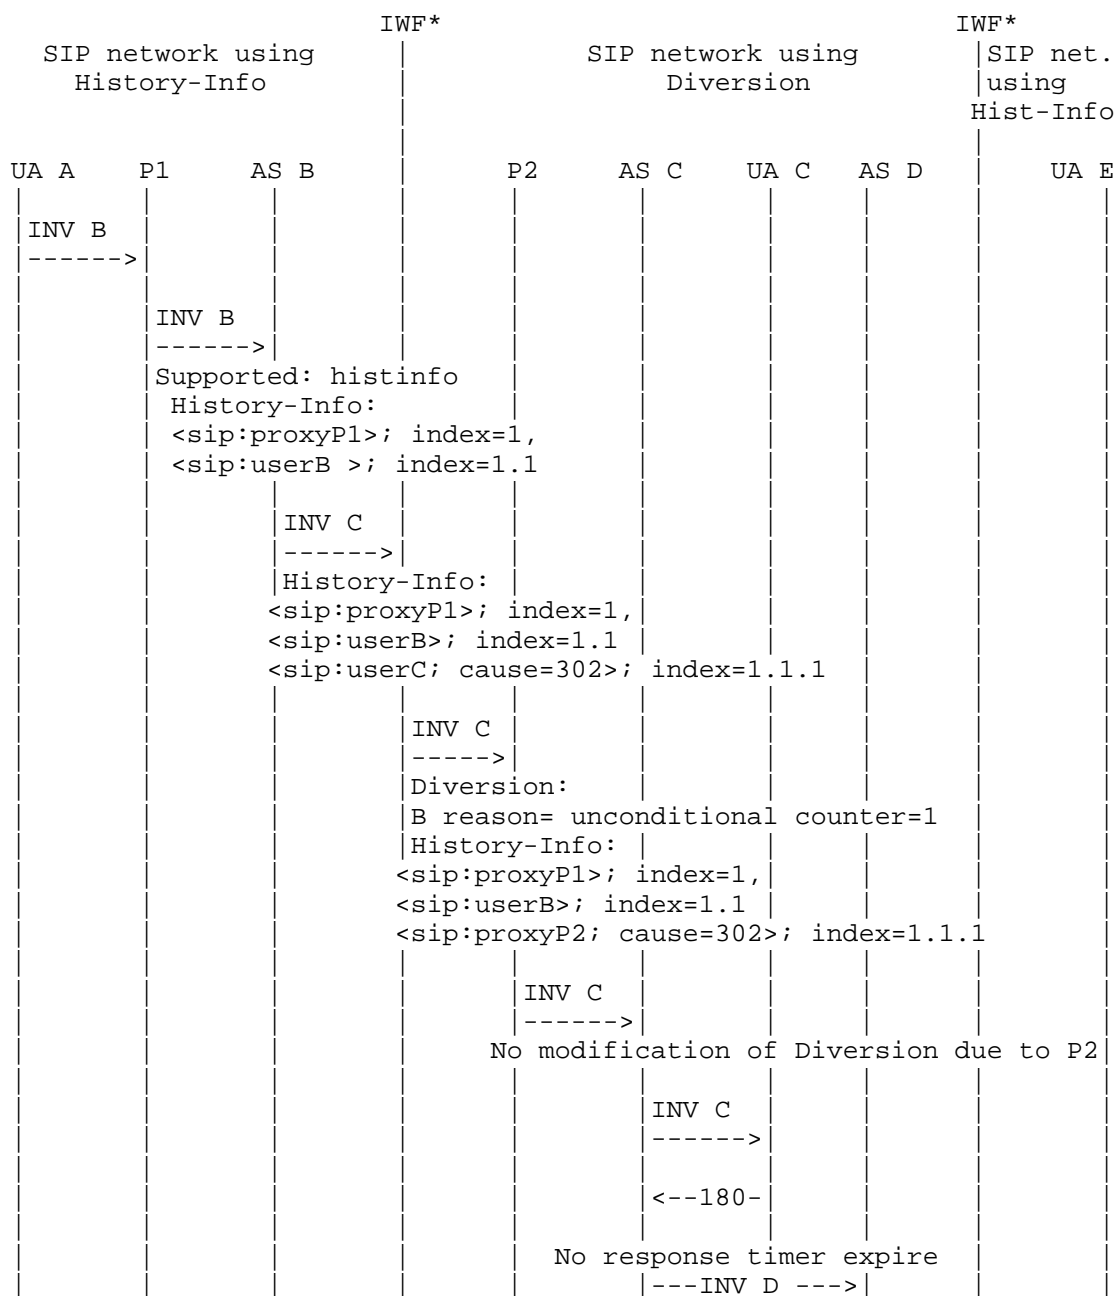 IWF* IWF*
SIP network using | SIP network using |SIP net.
History-Info | Diversion |using
| Hist-Info
| |
UA A P1 AS B | P2 AS C UA C AS D | UA E
| | | | | | | | | |
|INV B | | | | | | | | |
|------>| | | | | | | | |
| | | | | | | | | |
| |INV B | | | | | | | |
| |------>| | | | | | | |
| |Supported: histinfo | | | | | |
| | History-Info: | | | | | |
| | <sip:proxyP1>; index=1, | | | | | |
| | <sip:userB >; index=1.1 | | | | |
| | | | | | | | | |
| | |INV C | | | | | | |
| | |------>| | | | | | |
| | |History-Info: | | | | | |
| | <sip:proxyP1>; index=1,| | | | |
| | <sip:userB>; index=1.1 | | | | |
| | <sip:userC; cause=302>; index=1.1.1 | | |
| | | | | | | | | |
| | | |INV C | | | | | |
| | | |----->| | | | | |
| | | |Diversion: | | | | |
| | | |B reason= unconditional counter=1 | |
| | | |History-Info: | | | | |
| | | <sip:proxyP1>; index=1,| | | |
| | | <sip:userB>; index=1.1 | | | |
| | | <sip:proxyP2; cause=302>; index=1.1.1 |
| | | | | | | | | |
| | | | |INV C | | | | |
| | | | |------>| | | | |
| | | | No modification of Diversion due to P2|
| | | | | | | | | |
| | | | | |INV C | | | |
| | | | | |------>| | | |
| | | | | | | | | |
| | | | | |<--180-| | | |
| | | | | | | | | |
| | | | | No response timer expire | |
| | | | | |---INV D --->| | |